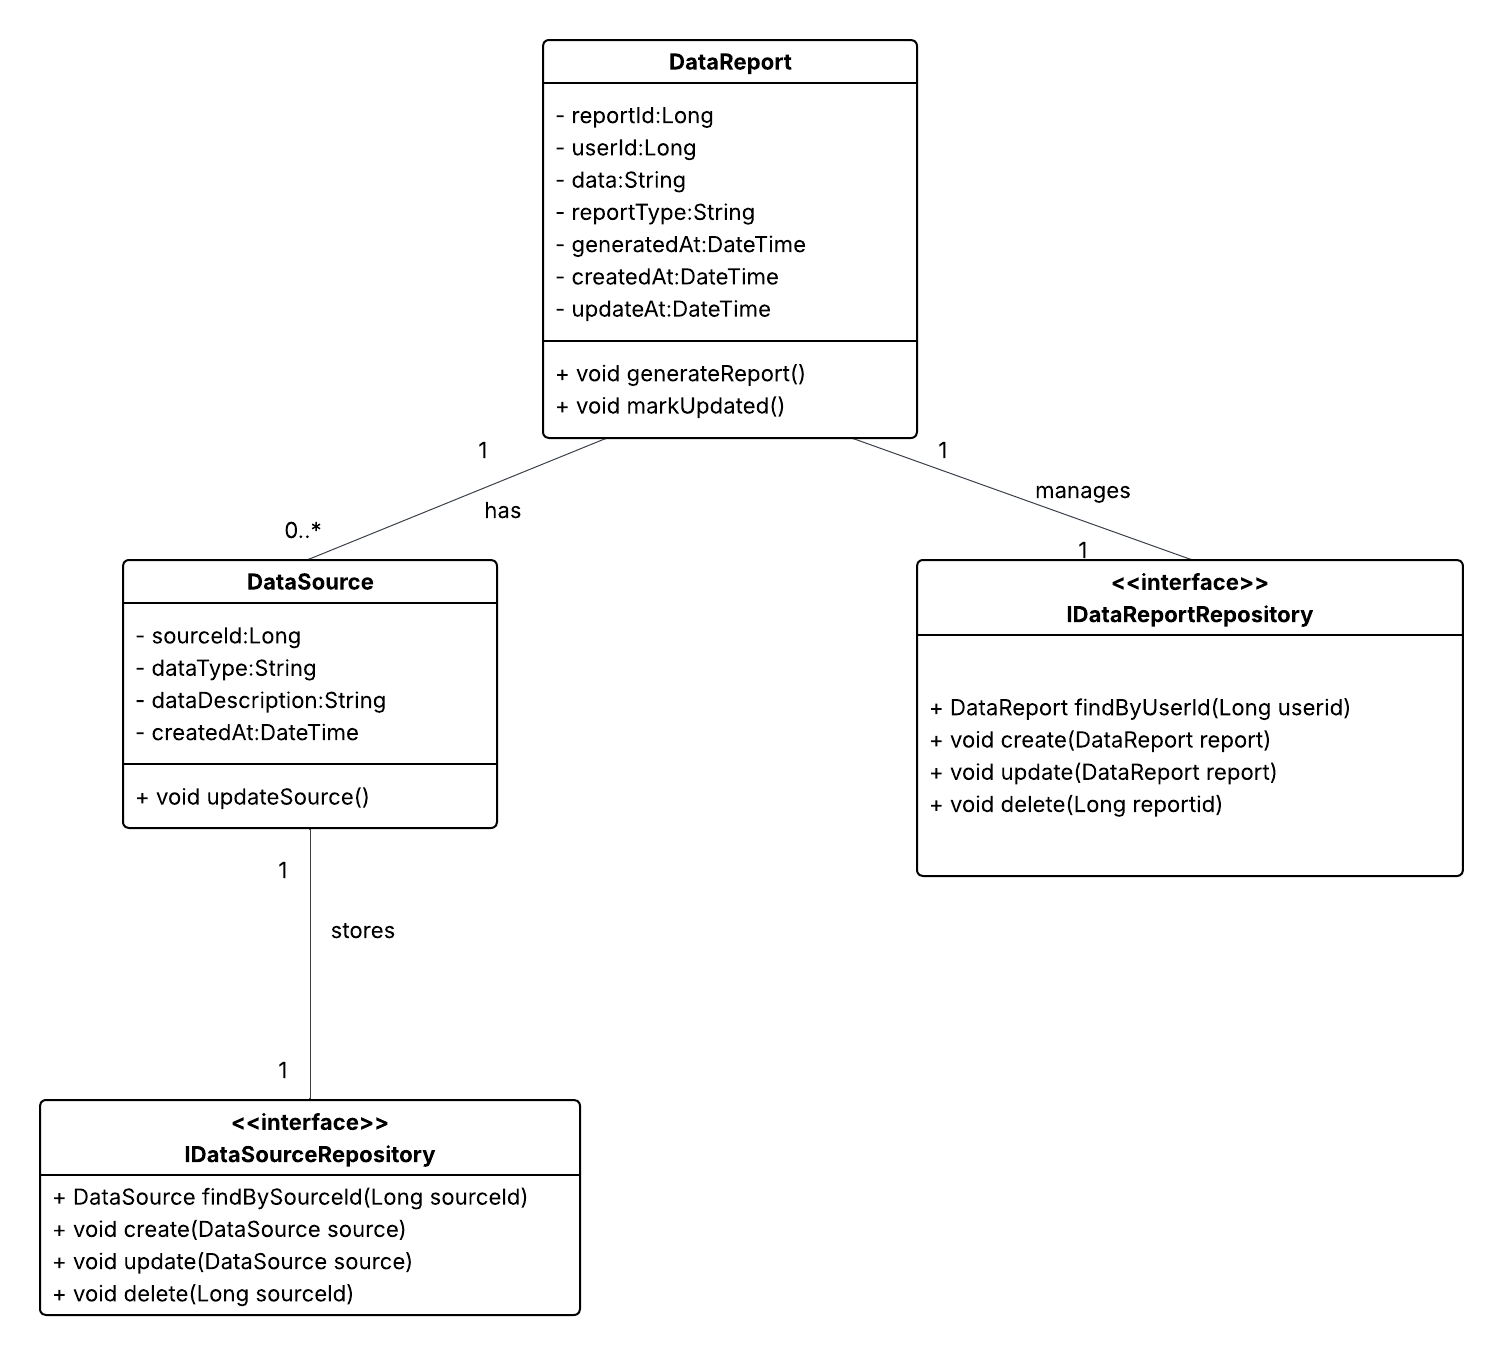 DataReport
- reportId:Long
- userId:Long
- data:String
- reportType:String
- generatedAt:DateTime
- createdAt:DateTime
- updateAt:DateTime
+ void generateReport()
+ void markUpdated()
1
has
0..*
1
manages
1
DataSource
- sourceId:Long
- dataType:String
- dataDescription:String
- createdAt:DateTime
+ void updateSource()
<<interface>>
IDataReportRepository
+ DataReport findByUserId(Long userid)
+ void create(DataReport report)
+ void update(DataReport report)
+ void delete(Long reportid)
1
stores
1
<<interface>>
IDataSourceRepository
+ DataSource findBySourceId(Long sourceId)
+ void create(DataSource source)
+ void update(DataSource source)
+ void delete(Long sourceId)